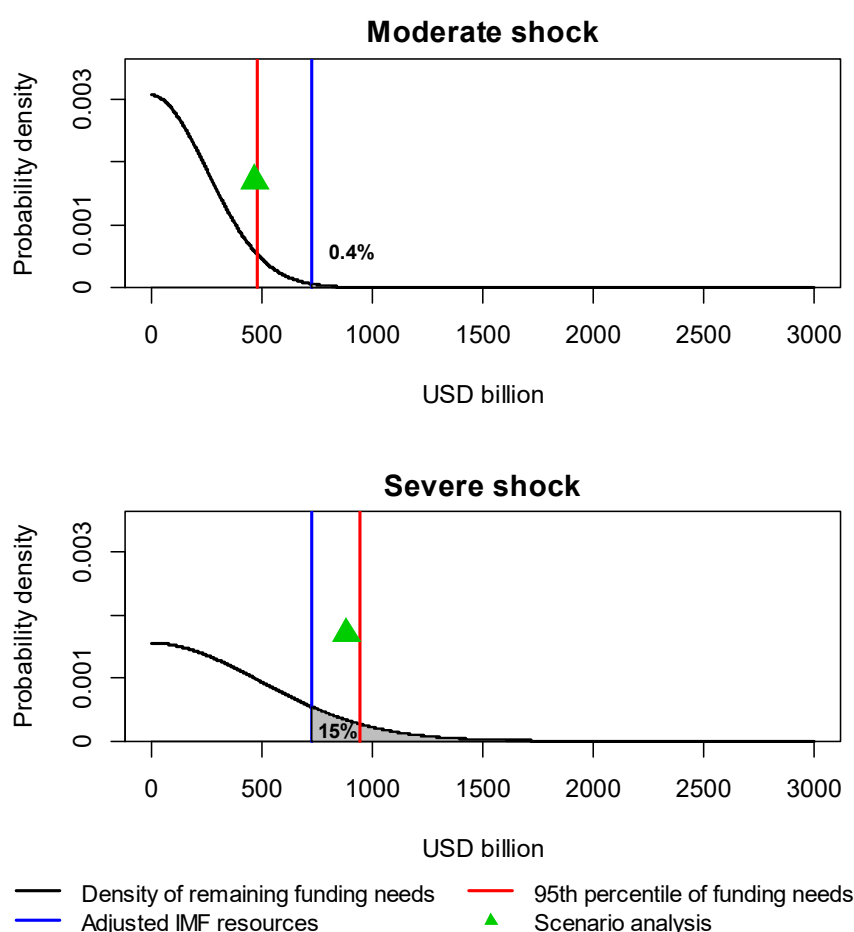 Moderate shock
Probability density
0.003
0.001
0
0.4%
0 500 1000 1500 2000 2500 3000
USD billion
Severe shock
Probability density
0.003
0.001
0
15%
0 500 1000 1500 2000 2500 3000
USD billion
Density of remaining funding needs 95th percentile of funding needs
Adjusted IMF resources Scenario analysis